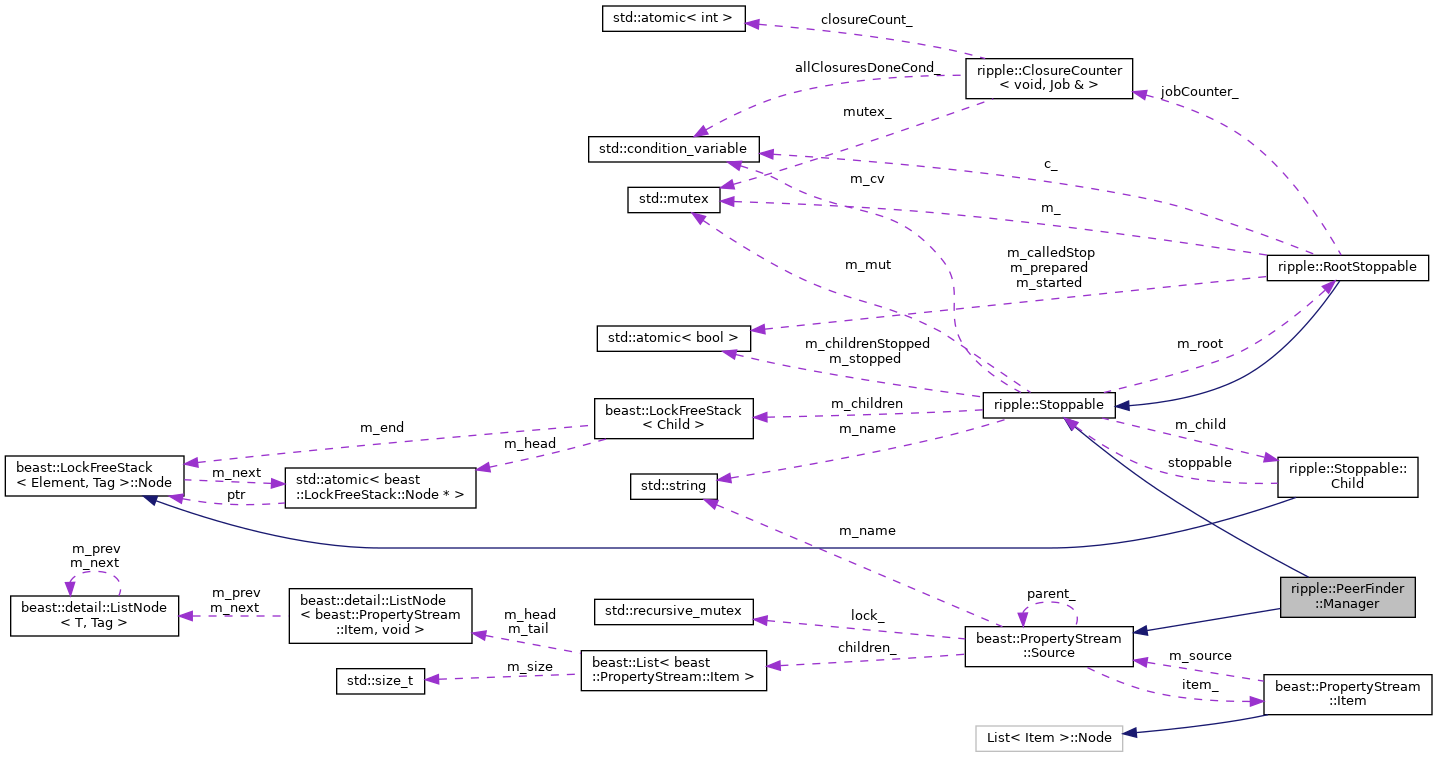 std::atomic< int >
closureCount_
ripple::ClosureCounter
< void, Job & >
allClosuresDoneCond_
jobCounter_
mutex_
std::condition_variable
c_
m_cv
std::mutex
m_
m_mut
m_calledStop
m_prepared
m_started
ripple::RootStoppable
std::atomic< bool >
m_childrenStopped
m_stopped
m_root
beast::LockFreeStack
< Child >
m_children
ripple::Stoppable
m_end
m_name
m_child
m_head
beast::LockFreeStack
< Element, Tag >::Node
m_next
ptr
std::atomic< beast
::LockFreeStack::Node * >
std::string
stoppable
ripple::Stoppable::
Child
m_name
m_prev
m_next
beast::detail::ListNode
< T, Tag >
m_prev
m_next
beast::detail::ListNode
< beast::PropertyStream
::Item, void >
m_head
m_tail
std::recursive_mutex
lock_
parent_
ripple::PeerFinder
::Manager
beast::PropertyStream
::Source
children_
beast::List< beast
::PropertyStream::Item >
m_size
std::size_t
m_source
item_
beast::PropertyStream
::Item
List< Item >::Node